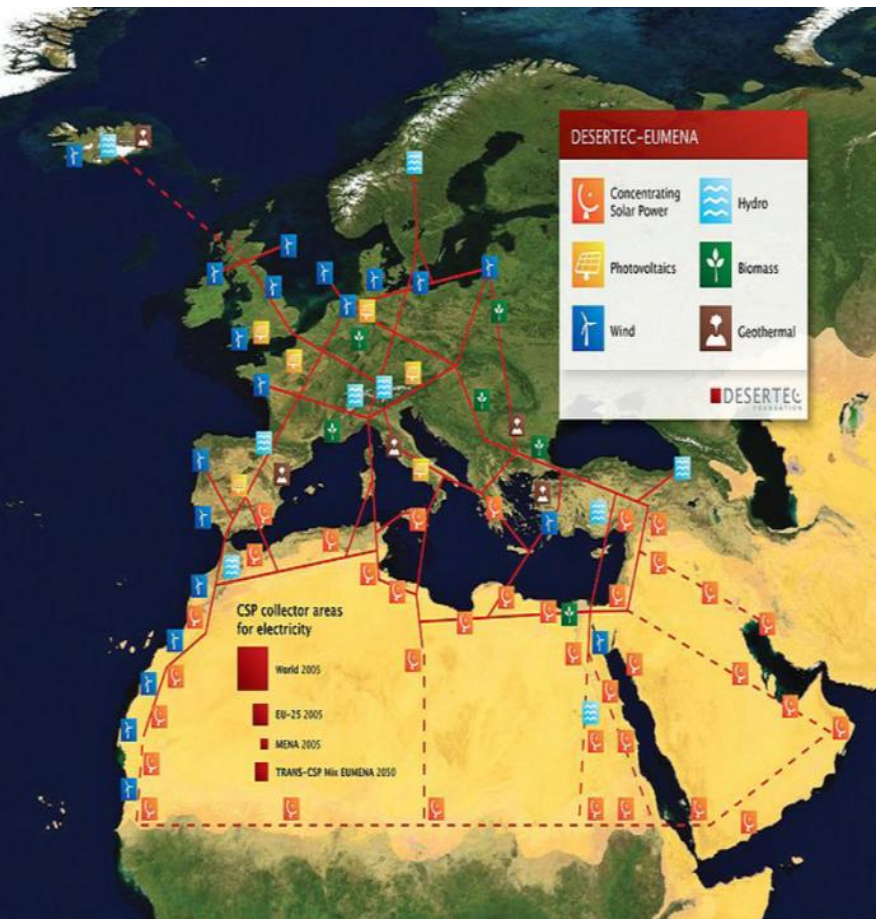 DESERTEC-EUMENA
Concentrating
Solar Power
Hydro
Photovoltaics
Biomass
Wind
Geothermal
DESERTEC
FOUNDATION
CSP collector areas
for electricity
World 2005
EU-25 2005
MENA 2005
TRANS-CSP Mix EUMENA 2050